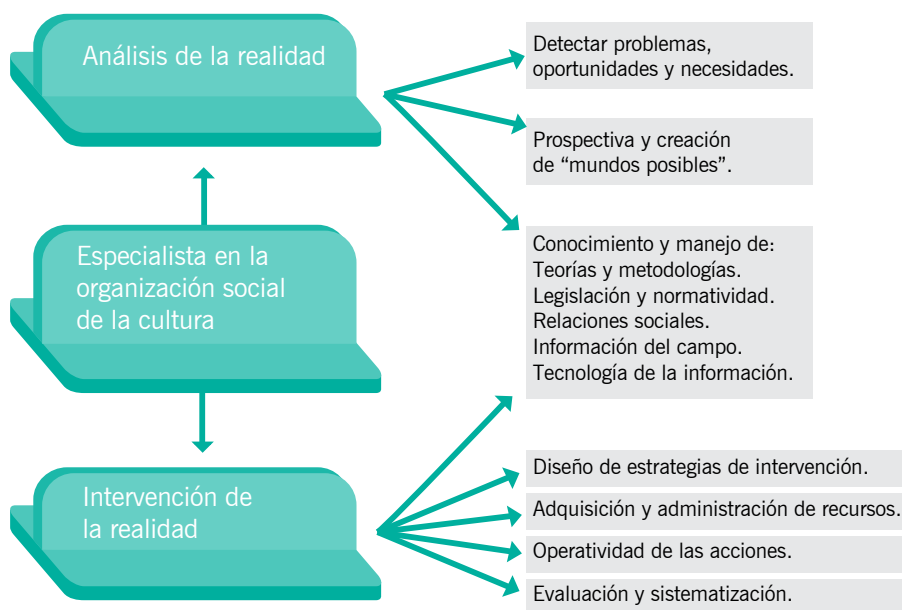 Análisis de la realidad
Detectar problemas,
oportunidades y necesidades.
Prospectiva y creación
de “mundos posibles”.
Especialista en la
organización social
de la cultura
Conocimiento y manejo de:
Teorías y metodologías.
Legislación y normatividad.
Relaciones sociales.
Información del campo.
Tecnología de la información.
Intervención de
la realidad
Diseño de estrategias de intervención.
Adquisición y administración de recursos.
Operatividad de las acciones.
Evaluación y sistematización.